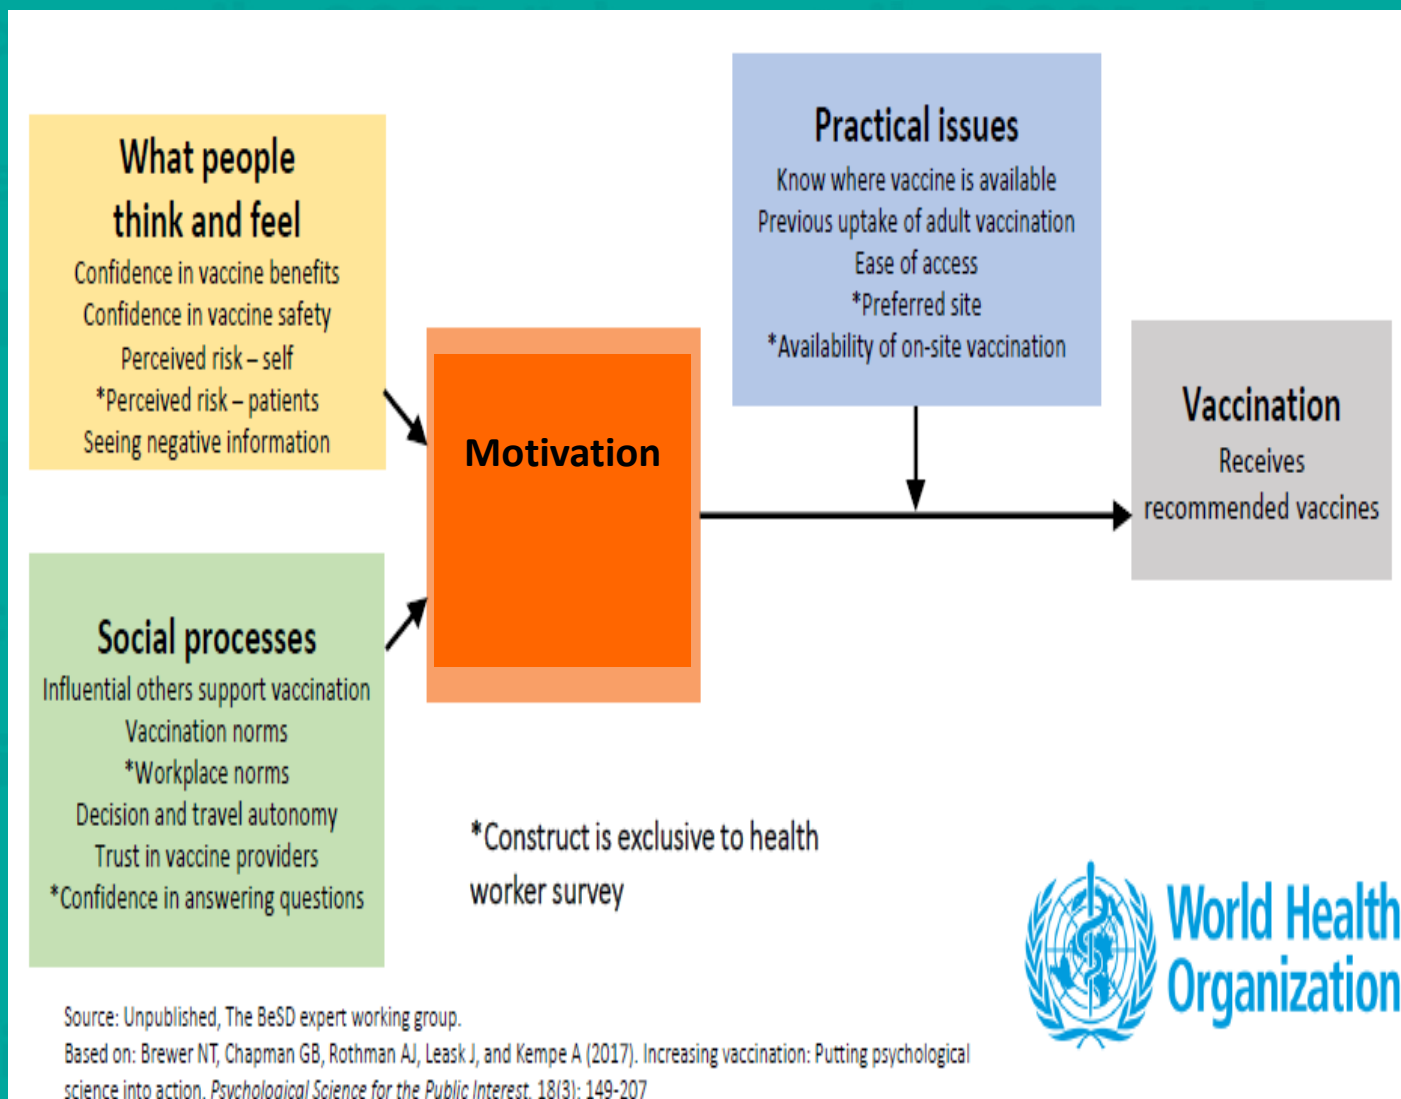 What people
think and feel
Confidence in vaccine benefits
Confidence in vaccine safety
Perceived risk – self
*Perceived risk – patients
Seeing negative information
Social processes
Influential others support vaccination
Vaccination norms
*Workplace norms
Decision and travel autonomy
Trust in vaccine providers
*Confidence in answering questions
Motivation
Practical issues
Know where vaccine is available
Previous uptake of adult vaccination
Ease of access
*Preferred site
*Availability of on-site vaccination
Vaccination
Receives
recommended vaccines
*Construct is exclusive to health
worker survey
World Health
Organization
Source: Unpublished, The BeSD expert working group.
Based on: Brewer NT, Chapman GB, Rothman AJ, Leask J, and Kempe A (2017). Increasing vaccination: Putting psychological
science into action. Psychological Science for the Public Interest. 18(3): 149-207